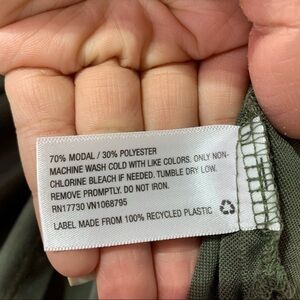 70% MODAL / 30% POLYESTER
MACHINE WASH COLD WITH LIKE COLORS. ONLY NON-
CHLORINE BLEACH IF NEEDED. TUMBLE DRY LOW.
REMOVE PROMPTLY. DO NOT IRON.
RN17730 VN1068795
LABEL MADE FROM 100% RECYCLED PLASTIC